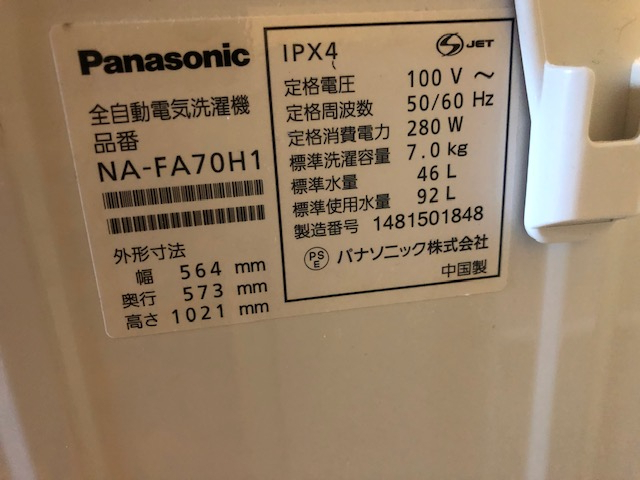 Panasonic
全自動電気洗濯機
品番
NA-FA70H1
外形寸法
幅 564 mm
奥行 573 mm
高さ 1021 mm
IPX4
JET
定格電圧 100 V ～
定格周波数 50/60 Hz
定格消費電力 280 W
標準洗濯容量 7.0 kg
標準水量 46 L
標準使用水量 92 L
製造番号 1481501848
PSE パナソニック株式会社
中国製